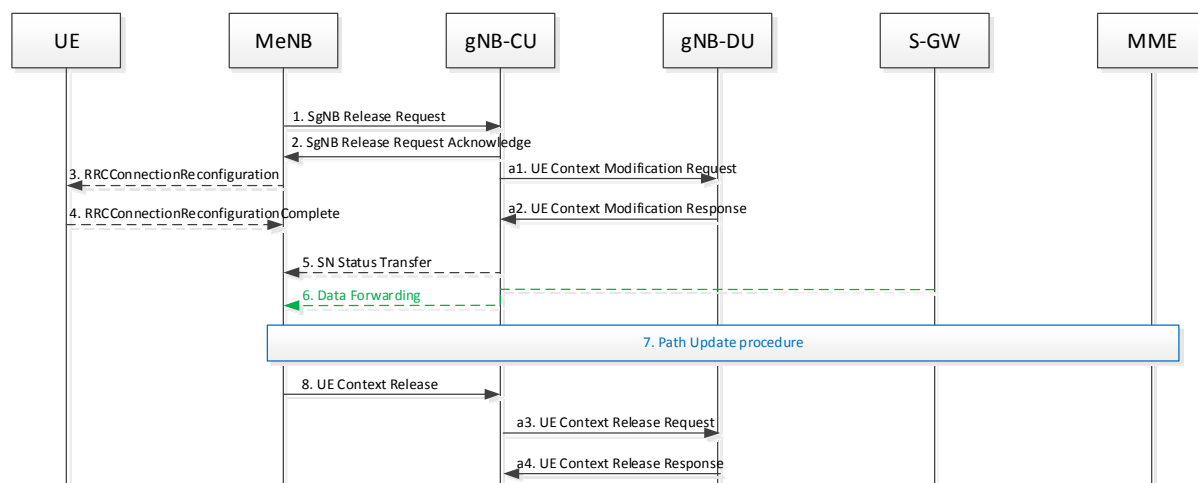 UE
MeNB
gNB-CU
gNB-DU
S-GW
MME
1. SgNB Release Request
2. SgNB Release Request Acknowledge
a1. UE Context Modification Request
3. RRCConnectionReconfiguration
4. RRCConnectionReconfigurationComplete
a2. UE Context Modification Response
5. SN Status Transfer
6. Data Forwarding
7. Path Update procedure
8. UE Context Release
a3. UE Context Release Request
a4. UE Context Release Response